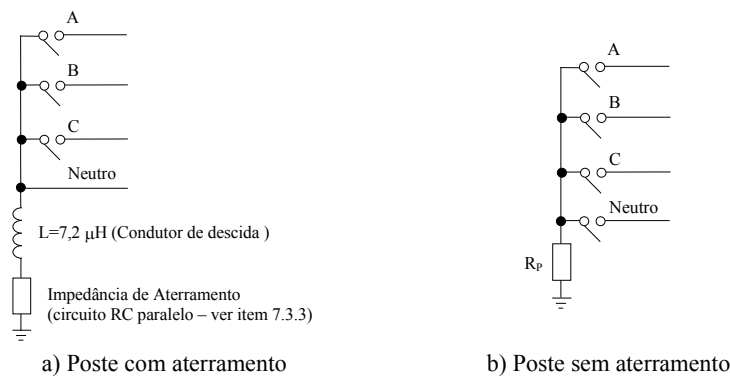 A
B
C
Neutro
L=7,2 μH (Condutor de descida )
Impedância de Aterramento
(circuito RC paralelo – ver item 7.3.3)
a) Poste com aterramento
A
B
C
Neutro
R_P
b) Poste sem aterramento